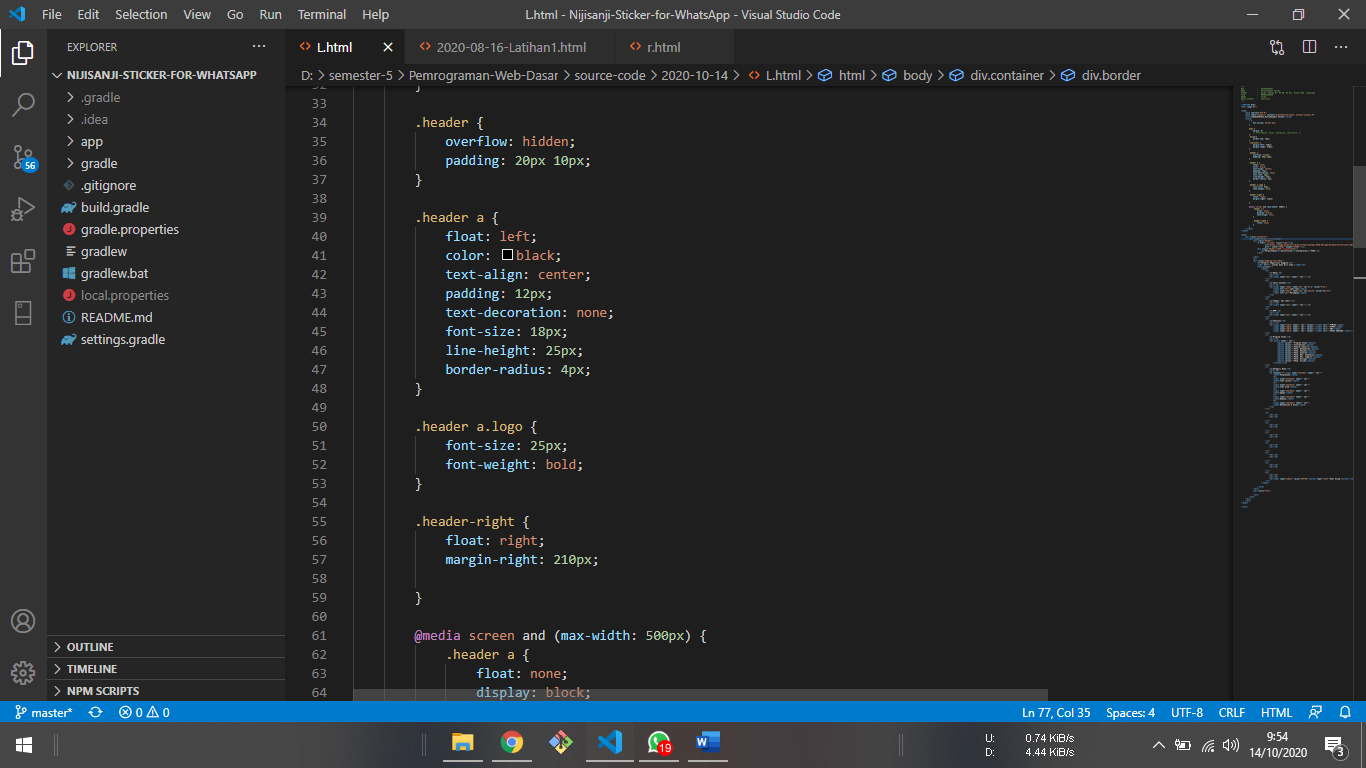 File Edit Selection View Go Run Terminal Help L.html - Nijisanji-Sticker-for-WhatsApp - Visual Studio Code
EXPLORER
L.html 2020-08-16-Latihan1.html r.html
NIJISANJI-STICKER-FOR-WHATSAPP
D: > semester-5 > Pemrograman-Web-Dasar > source-code > 2020-10-14 > L.html > html > body > div.container > div.border
.gradle
.idea
app
gradle
.gitignore
build.gradle
gradle.properties
gradlew
gradlew.bat
local.properties
README.md
settings.gradle
OUTLINE
TIMELINE
NPM SCRIPTS
56
32 }
33
34 .header {
35 overflow: hidden;
36 padding: 20px 10px;
37 }
38
39 .header a {
40 float: left;
41 color: black;
42 text-align: center;
43 padding: 12px;
44 text-decoration: none;
45 font-size: 18px;
46 line-height: 25px;
47 border-radius: 4px;
48 }
49
50 .header a.logo {
51 font-size: 25px;
52 font-weight: bold;
53 }
54
55 .header-right {
56 float: right;
57 margin-right: 210px;
58
59 }
60
61 @media screen and (max-width: 500px) {
62 .header a {
63 float: none;
64 display: block;
master* 0 0 Ln 77, Col 35 Spaces: 4 UTF-8 CRLF HTML
19
U: 0.74 KiB/s
D: 4.44 KiB/s
9:54
14/10/2020
3